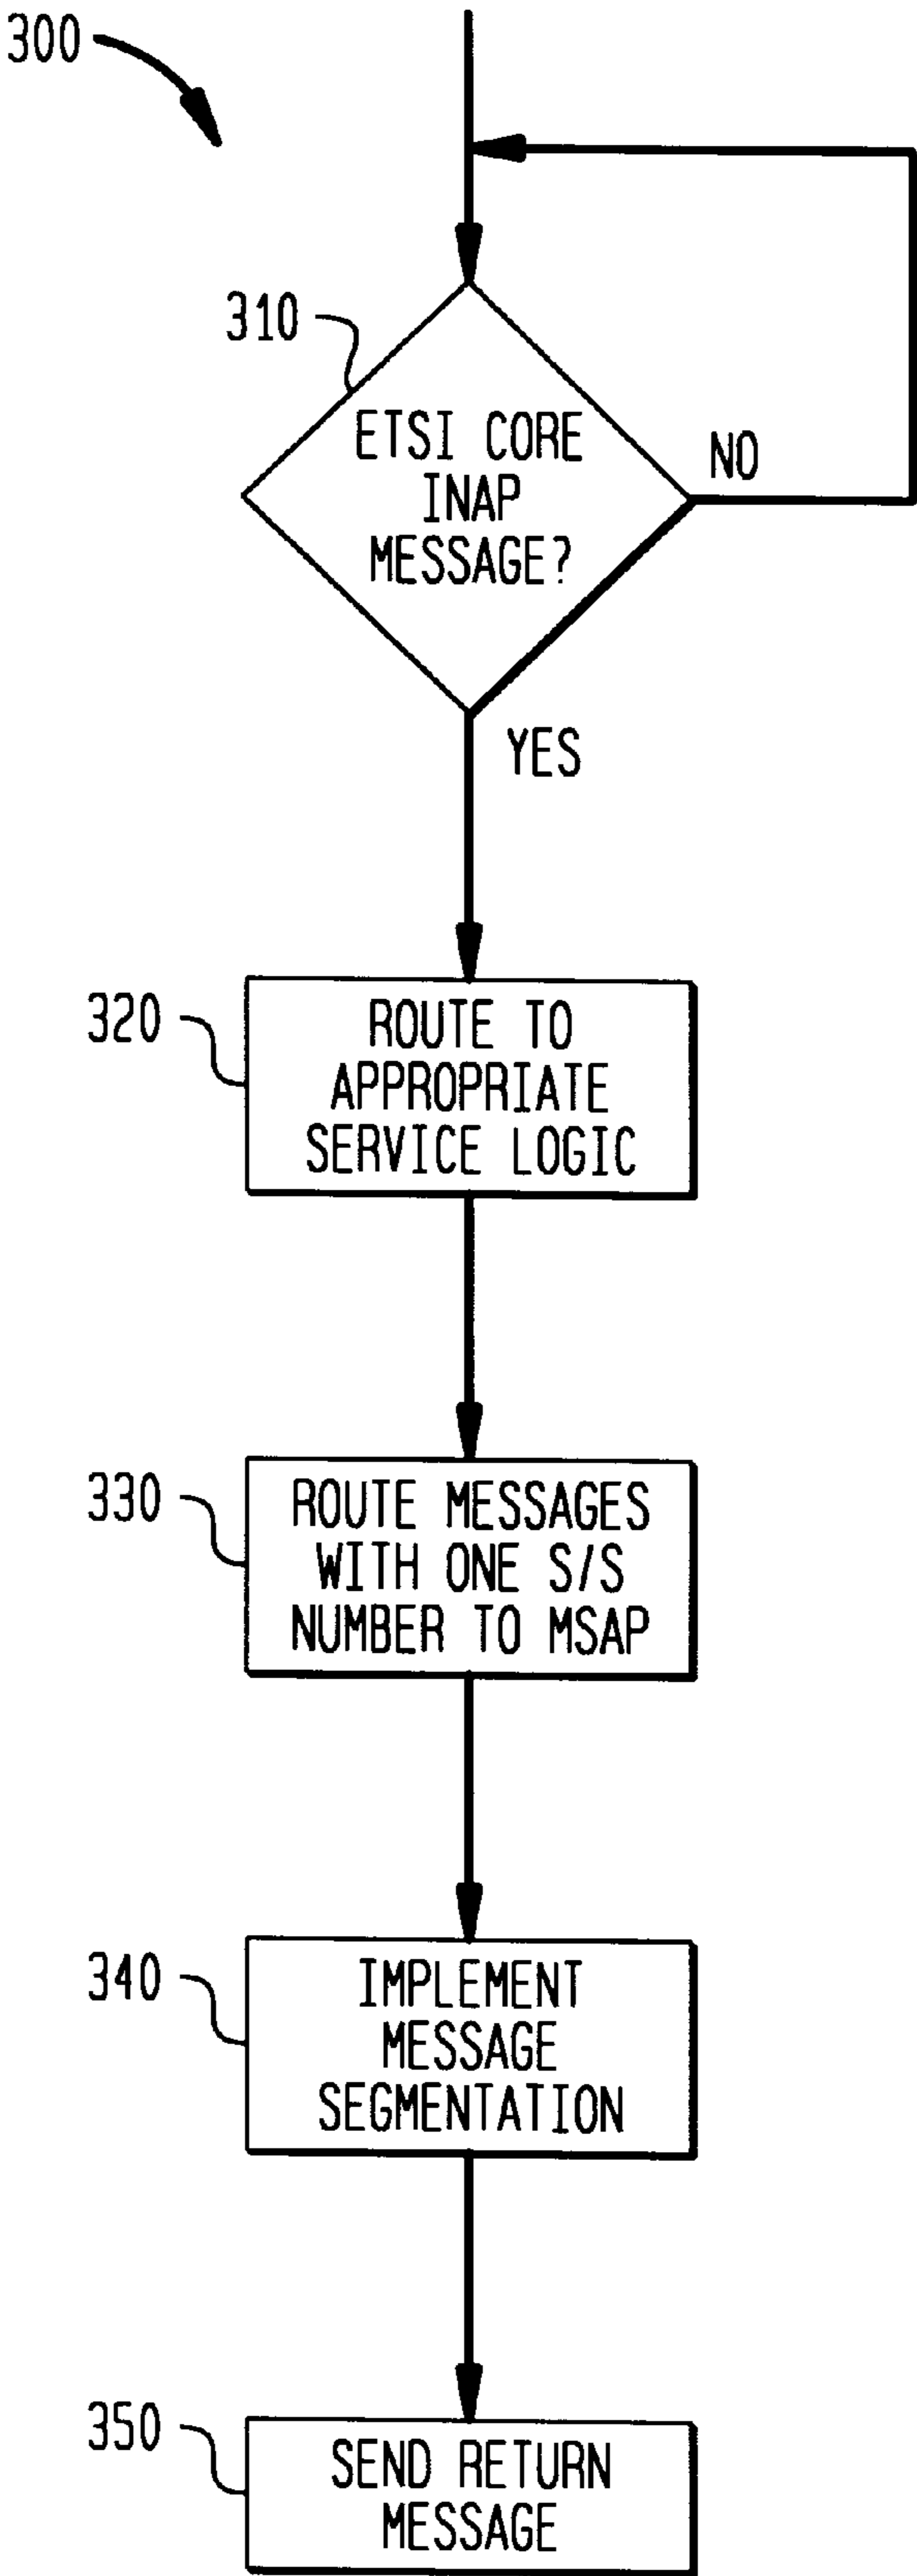 300
310
ETSI CORE
INAP
MESSAGE?
NO
YES
320
ROUTE TO
APPROPRIATE
SERVICE LOGIC
330
ROUTE MESSAGES
WITH ONE S/S
NUMBER TO MSAP
340
IMPLEMENT
MESSAGE
SEGMENTATION
350
SEND RETURN
MESSAGE